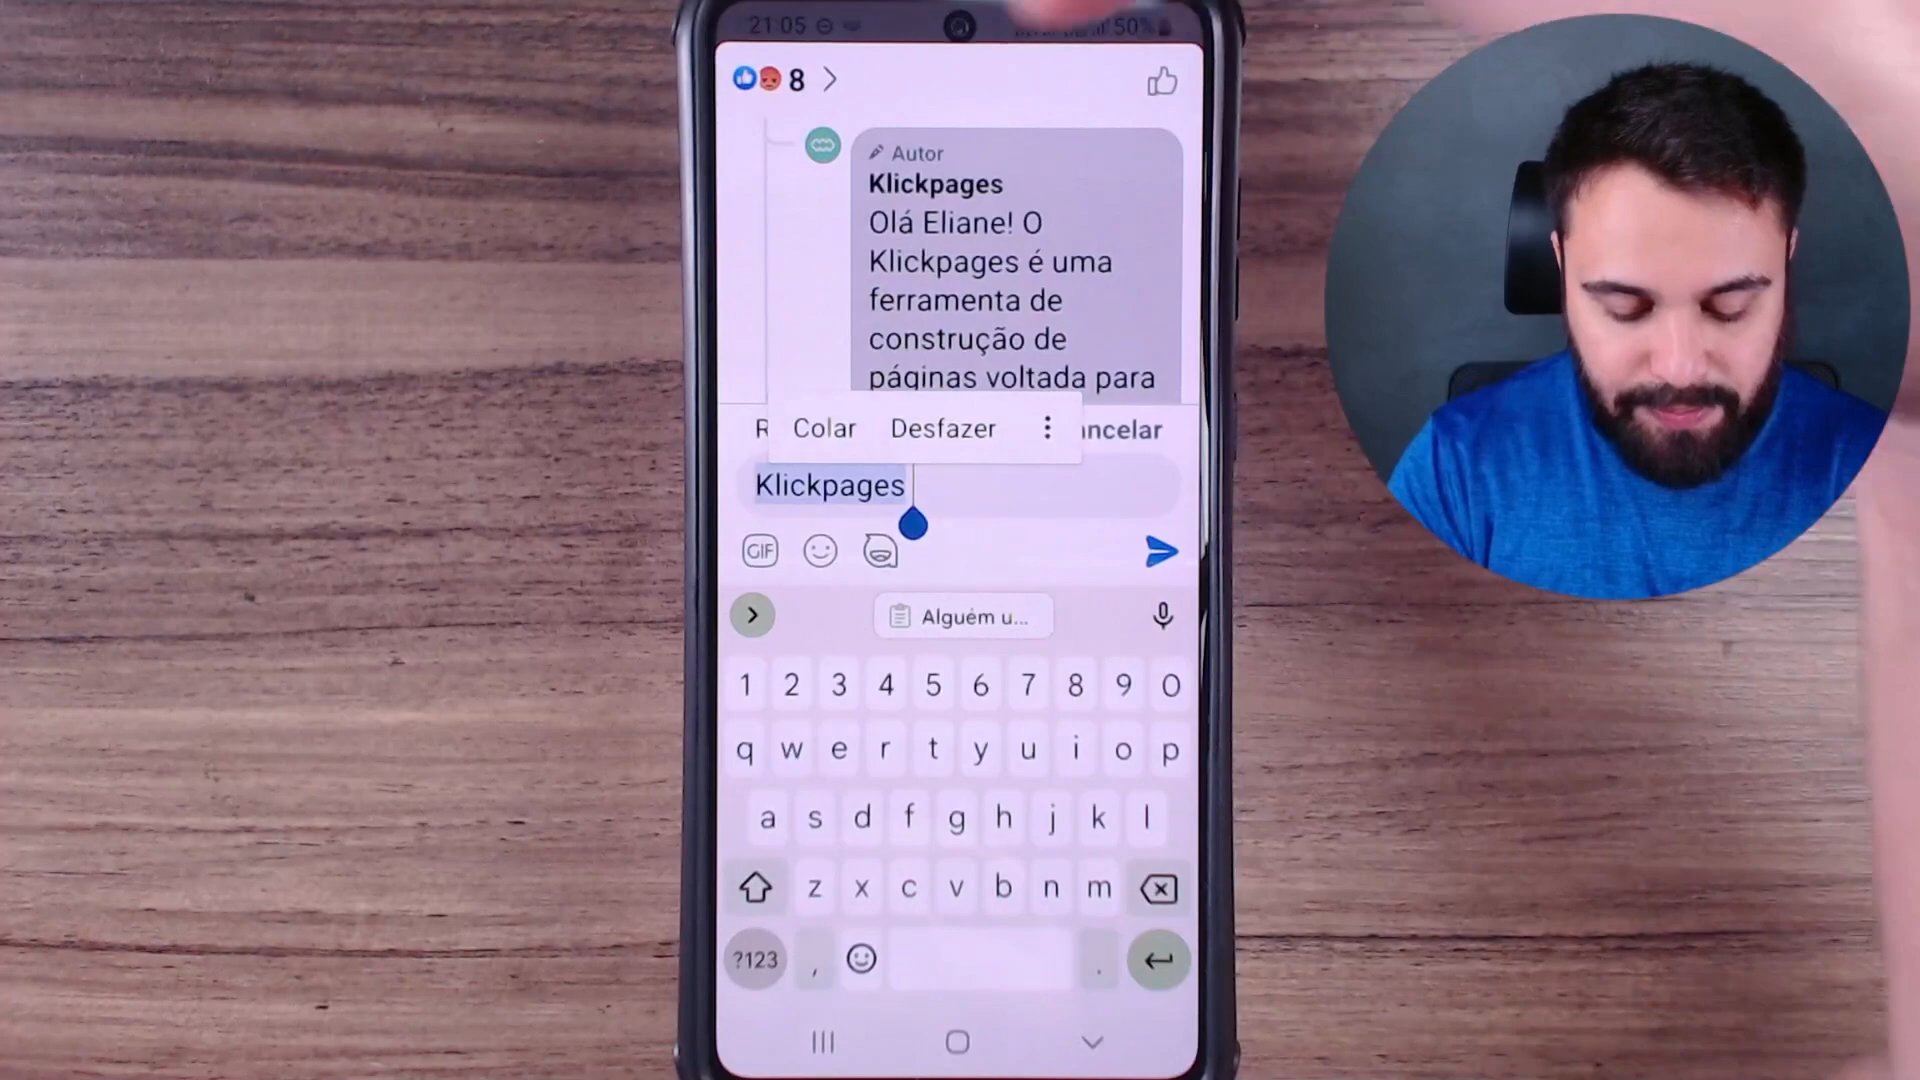 21:05
50%
8
Autor
Klickpages
Olá Eliane! O
Klickpages é uma
ferramenta de
construção de
páginas voltada para
R Colar Desfazer ncelar
Klickpages
GIF
Alguém u...
1 2 3 4 5 6 7 8 9 0
q w e r t y u i o p
a s d f g h j k l
z x c v b n m
?123 , .